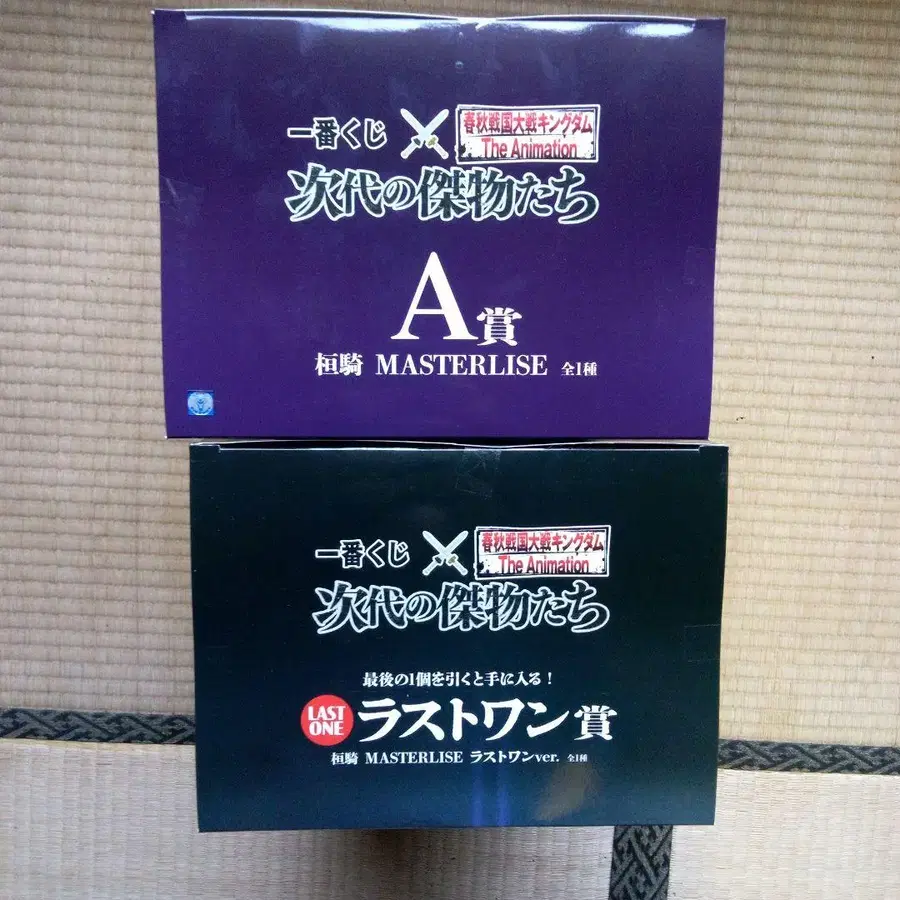 一番くじ
春秋戦国大戦キングダム
The Animation
次代の傑物たち
A賞
桓騎 MASTERLISE 全1種
一番くじ
春秋戦国大戦キングダム
The Animation
次代の傑物たち
最後の1個を引くと手に入る!
LAST ONE ラストワン賞
桓騎 MASTERLISE ラストワンver. 全1種